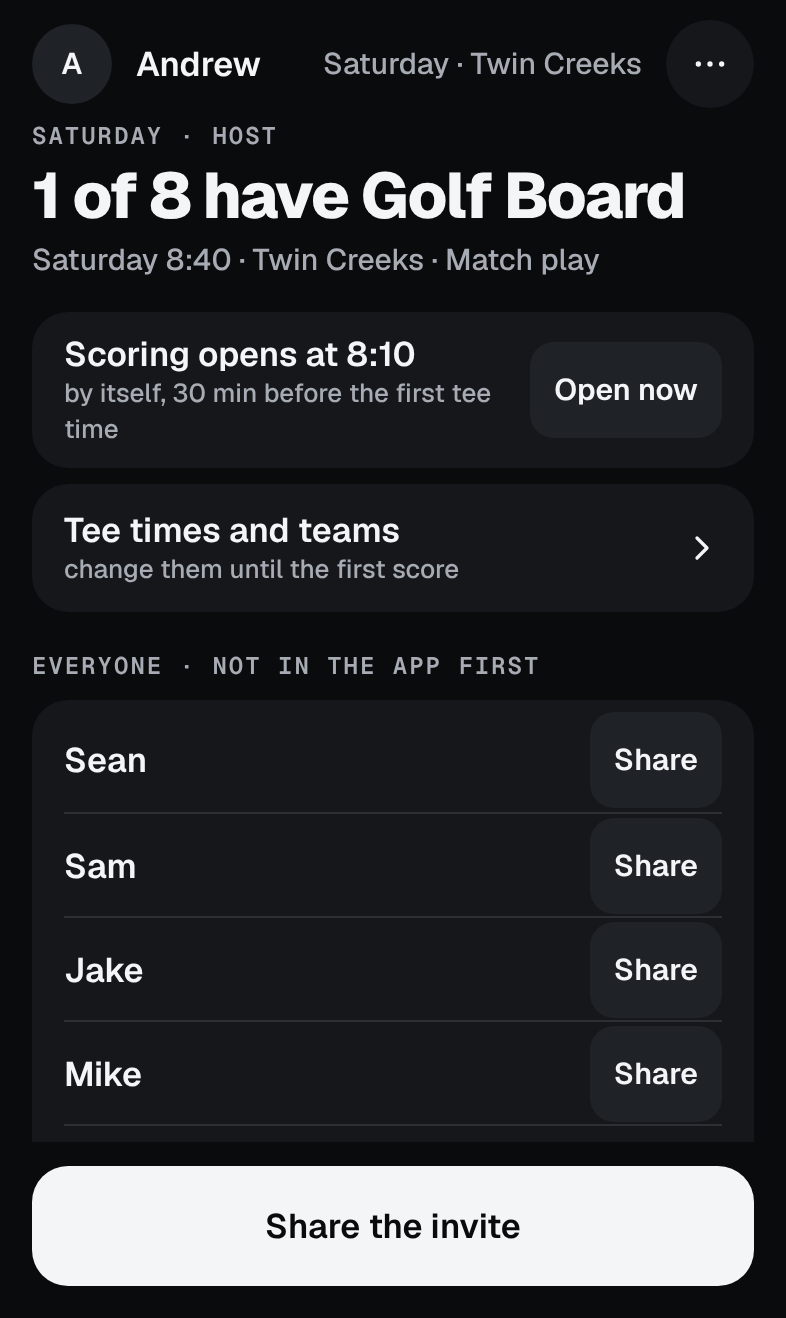 A Andrew Saturday · Twin Creeks
SATURDAY · HOST
1 of 8 have Golf Board
Saturday 8:40 · Twin Creeks · Match play
Scoring opens at 8:10
by itself, 30 min before the first tee
time
Open now
Tee times and teams
change them until the first score
EVERYONE · NOT IN THE APP FIRST
Sean Share
Sam Share
Jake Share
Mike Share
Share the invite